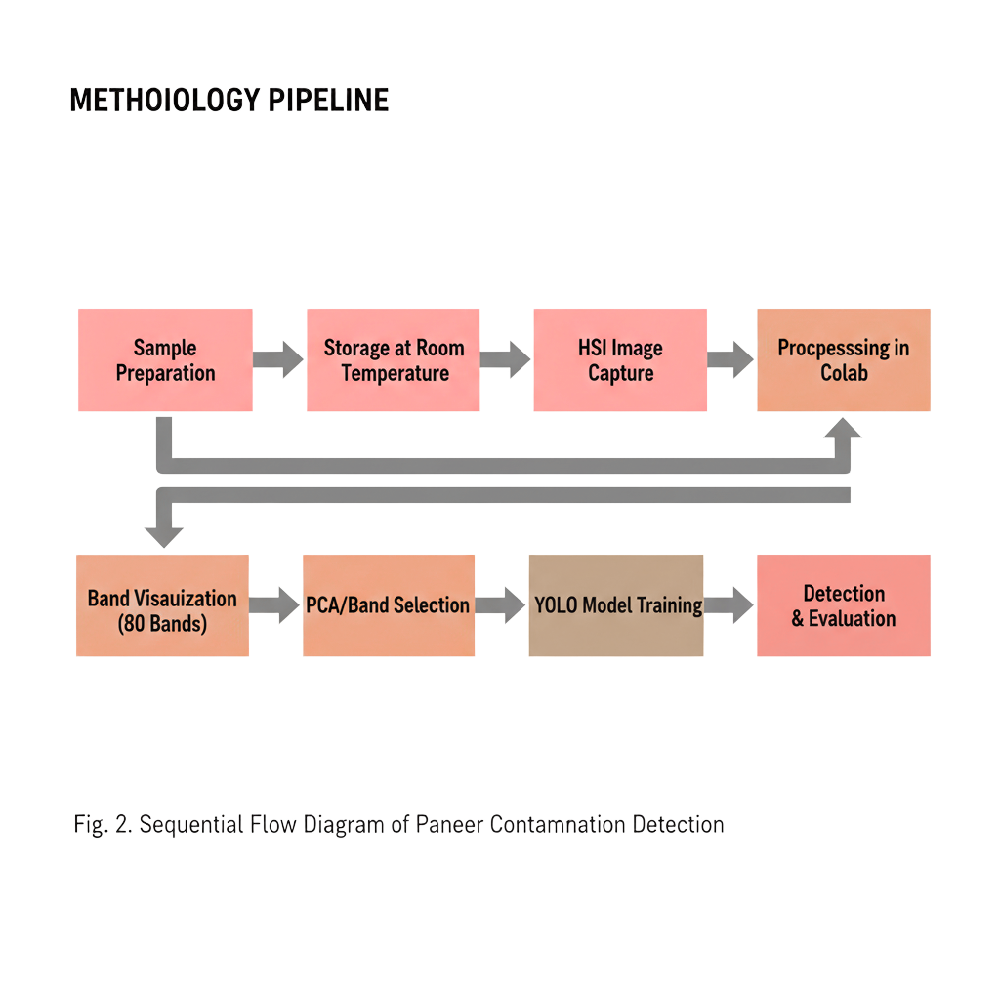 METHOIOLOGY PIPELINE
Sample
Preparation
Storage at Room
Temperature
HSI Image
Capture
Procpesssing in
Colab
Band Visauization
(80 Bands)
PCA/Band Selection
YOLO Model Training
Detection
& Evaluation
Fig. 2. Sequential Flow Diagram of Paneer Contamnation Detection